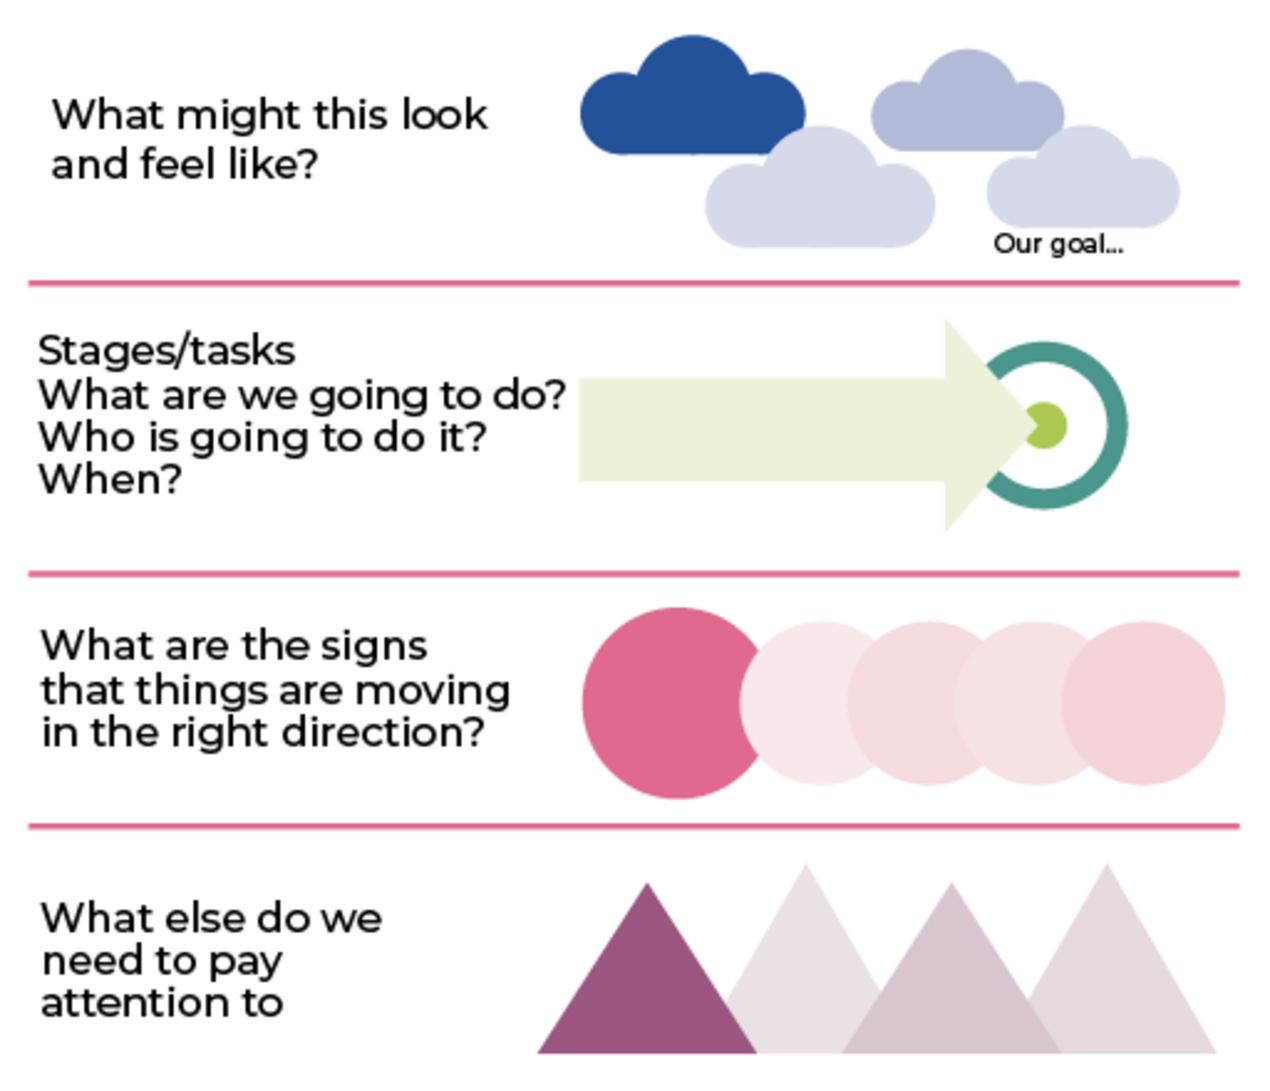 What might this look
and feel like?
Our goal...
Stages/tasks
What are we going to do?
Who is going to do it?
When?
What are the signs
that things are moving
in the right direction?
What else do we
need to pay
attention to